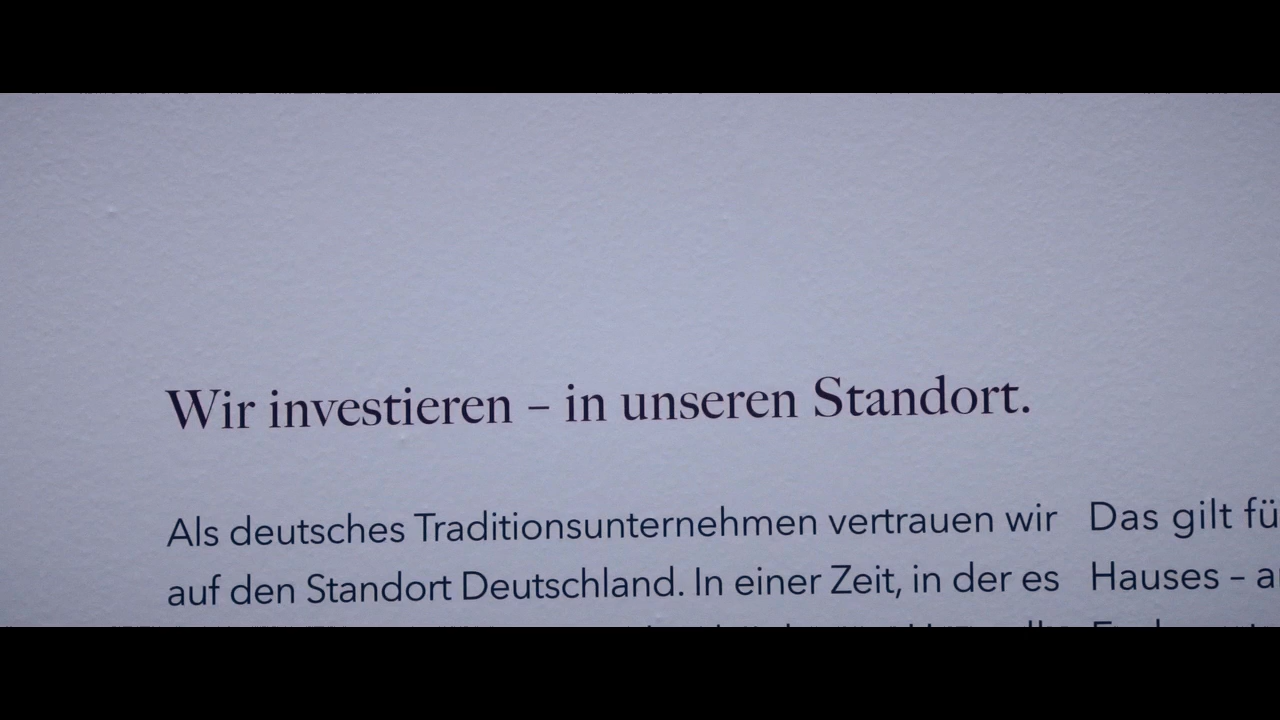 Wir investieren – in unseren Standort.
Als deutsches Traditionsunternehmen vertrauen wir
auf den Standort Deutschland. In einer Zeit, in der es
Das gilt
Hauses –